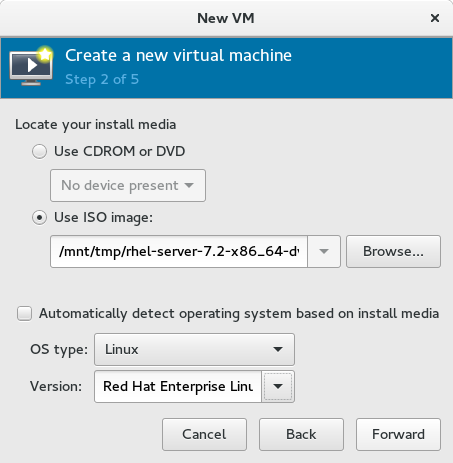 New VM
Create a new virtual machine
Step 2 of 5
Locate your install media
Use CDROM or DVD
No device present
Use ISO image:
/mnt/tmp/rhel-server-7.2-x86_64-dv
Browse...
Automatically detect operating system based on install media
OS type: Linux
Version: Red Hat Enterprise Linu
Cancel Back Forward